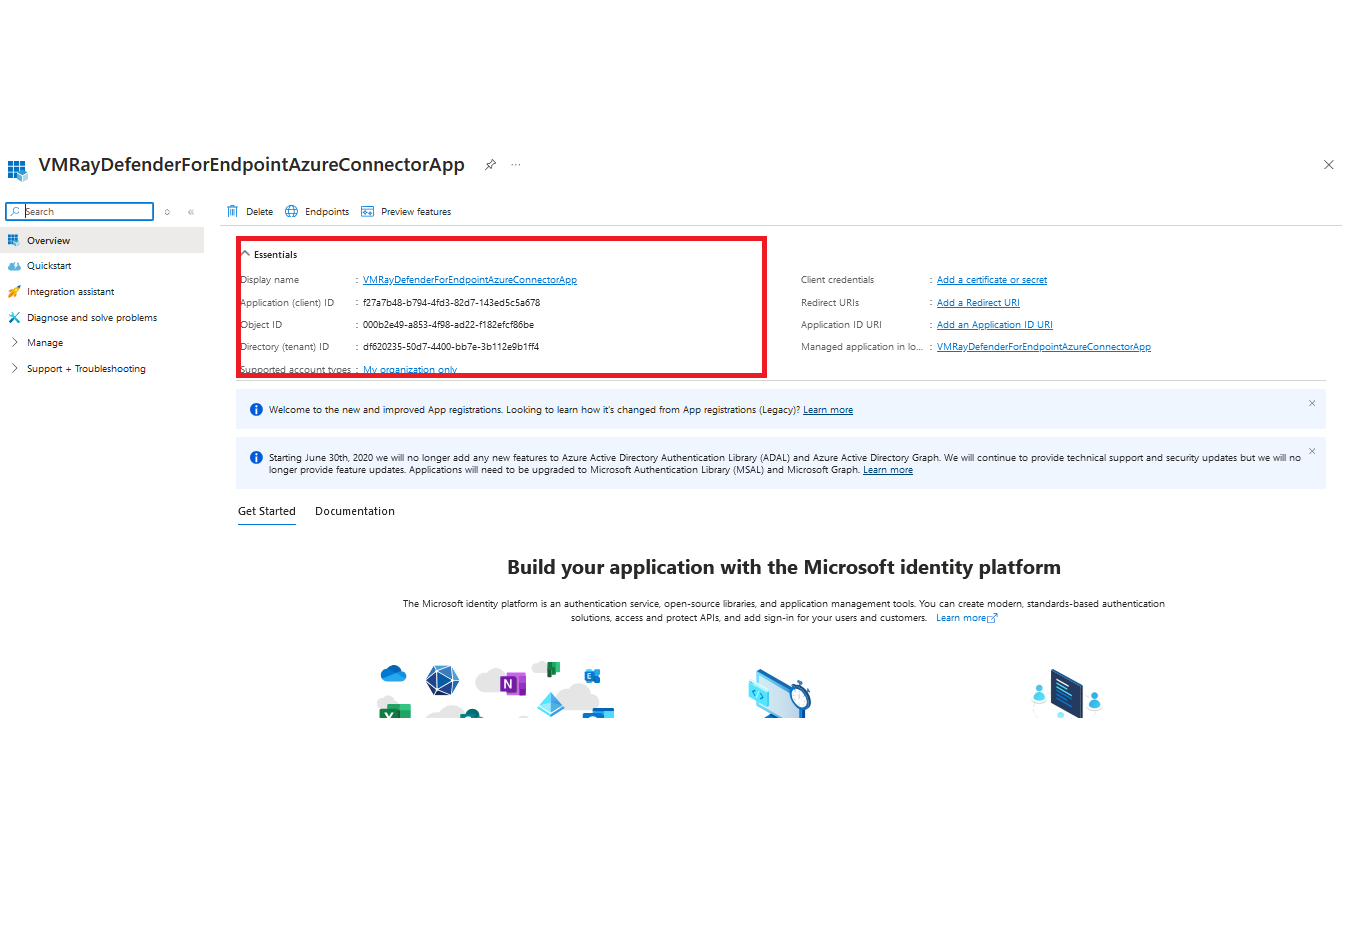 VMRayDefenderForEndpointAzureConnectorApp
Search
Delete
Endpoints
Preview features
Overview
Quickstart
Integration assistant
Diagnose and solve problems
Manage
Support + Troubleshooting
Essentials
Display name : VMRayDefenderForEndpointAzureConnectorApp
Application (client) ID : f27a7b48-b794-4fd3-82d7-143ed5c5a678
Object ID : 000b2e49-a853-4f98-ad22-f182efcf86be
Directory (tenant) ID : df620235-50d7-4400-bb7e-3b112e9b1ff4
Supported account types : My organization only
Client credentials : Add a certificate or secret
Redirect URIs : Add a Redirect URI
Application ID URI : Add an Application ID URI
Managed application in lo... : VMRayDefenderForEndpointAzureConnectorApp
Welcome to the new and improved App registrations. Looking to learn how it's changed from App registrations (Legacy)? Learn more
Starting June 30th, 2020 we will no longer add any new features to Azure Active Directory Authentication Library (ADAL) and Azure Active Directory Graph. We will continue to provide technical support and security updates but we will no
longer provide feature updates. Applications will need to be upgraded to Microsoft Authentication Library (MSAL) and Microsoft Graph. Learn more
Get Started
Documentation
Build your application with the Microsoft identity platform
The Microsoft identity platform is an authentication service, open-source libraries, and application management tools. You can create modern, standards-based authentication
solutions, access and protect APIs, and add sign-in for your users and customers. Learn more
N
E